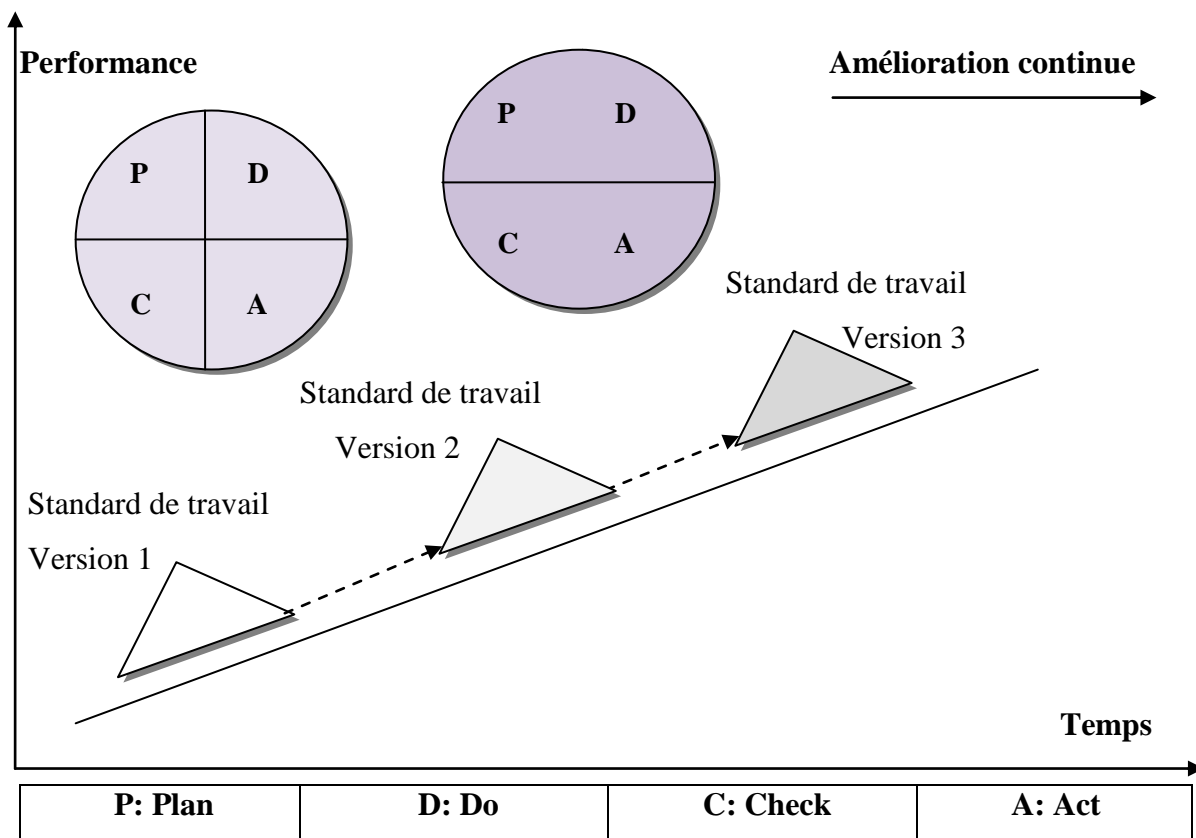 Performance
Amélioration continue
P D
C A
P D
C A
Standard de travail
Version 3
Standard de travail
Version 2
Standard de travail
Version 1
Temps
P: Plan D: Do C: Check A: Act